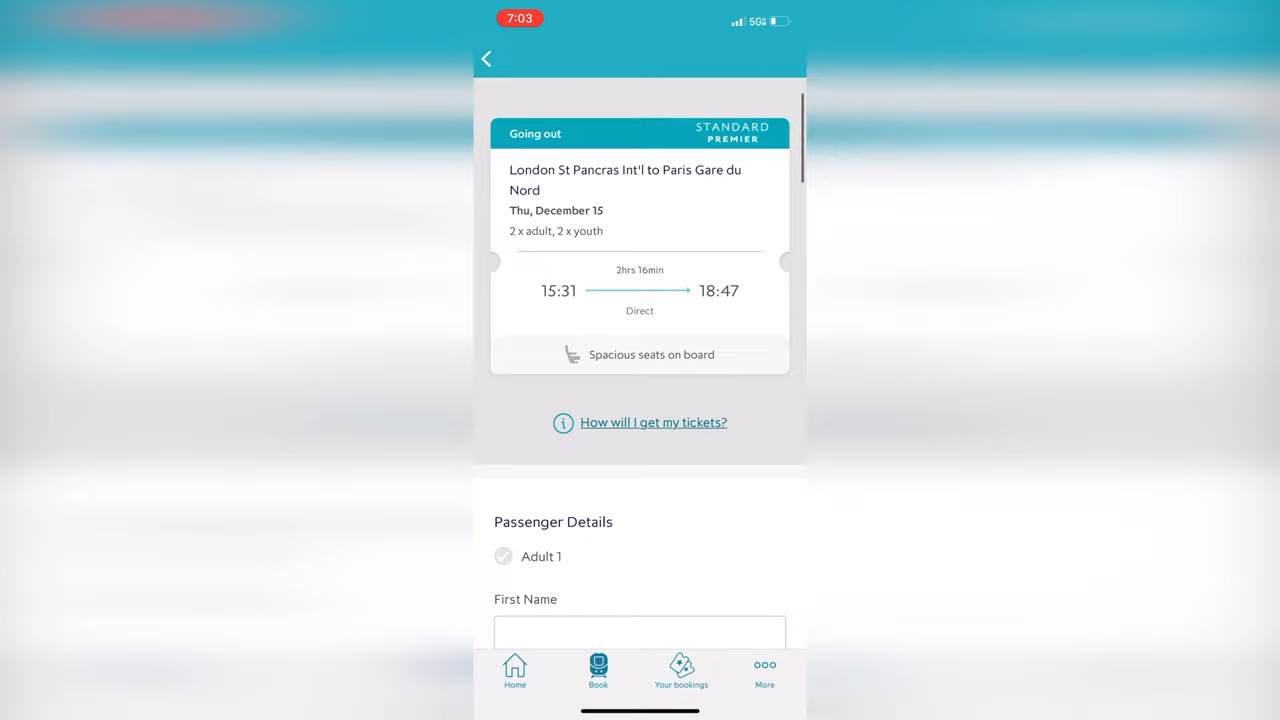 7:03
5G
Going out
STANDARD
PREMIER
London St Pancras Int'l to Paris Gare du
Nord
Thu, December 15
2 x adult, 2 x youth
2hrs 16min
15:31
18:47
Direct
Spacious seats on board
How will I get my tickets?
Passenger Details
Adult 1
First Name
Home
Book
Your bookings
More